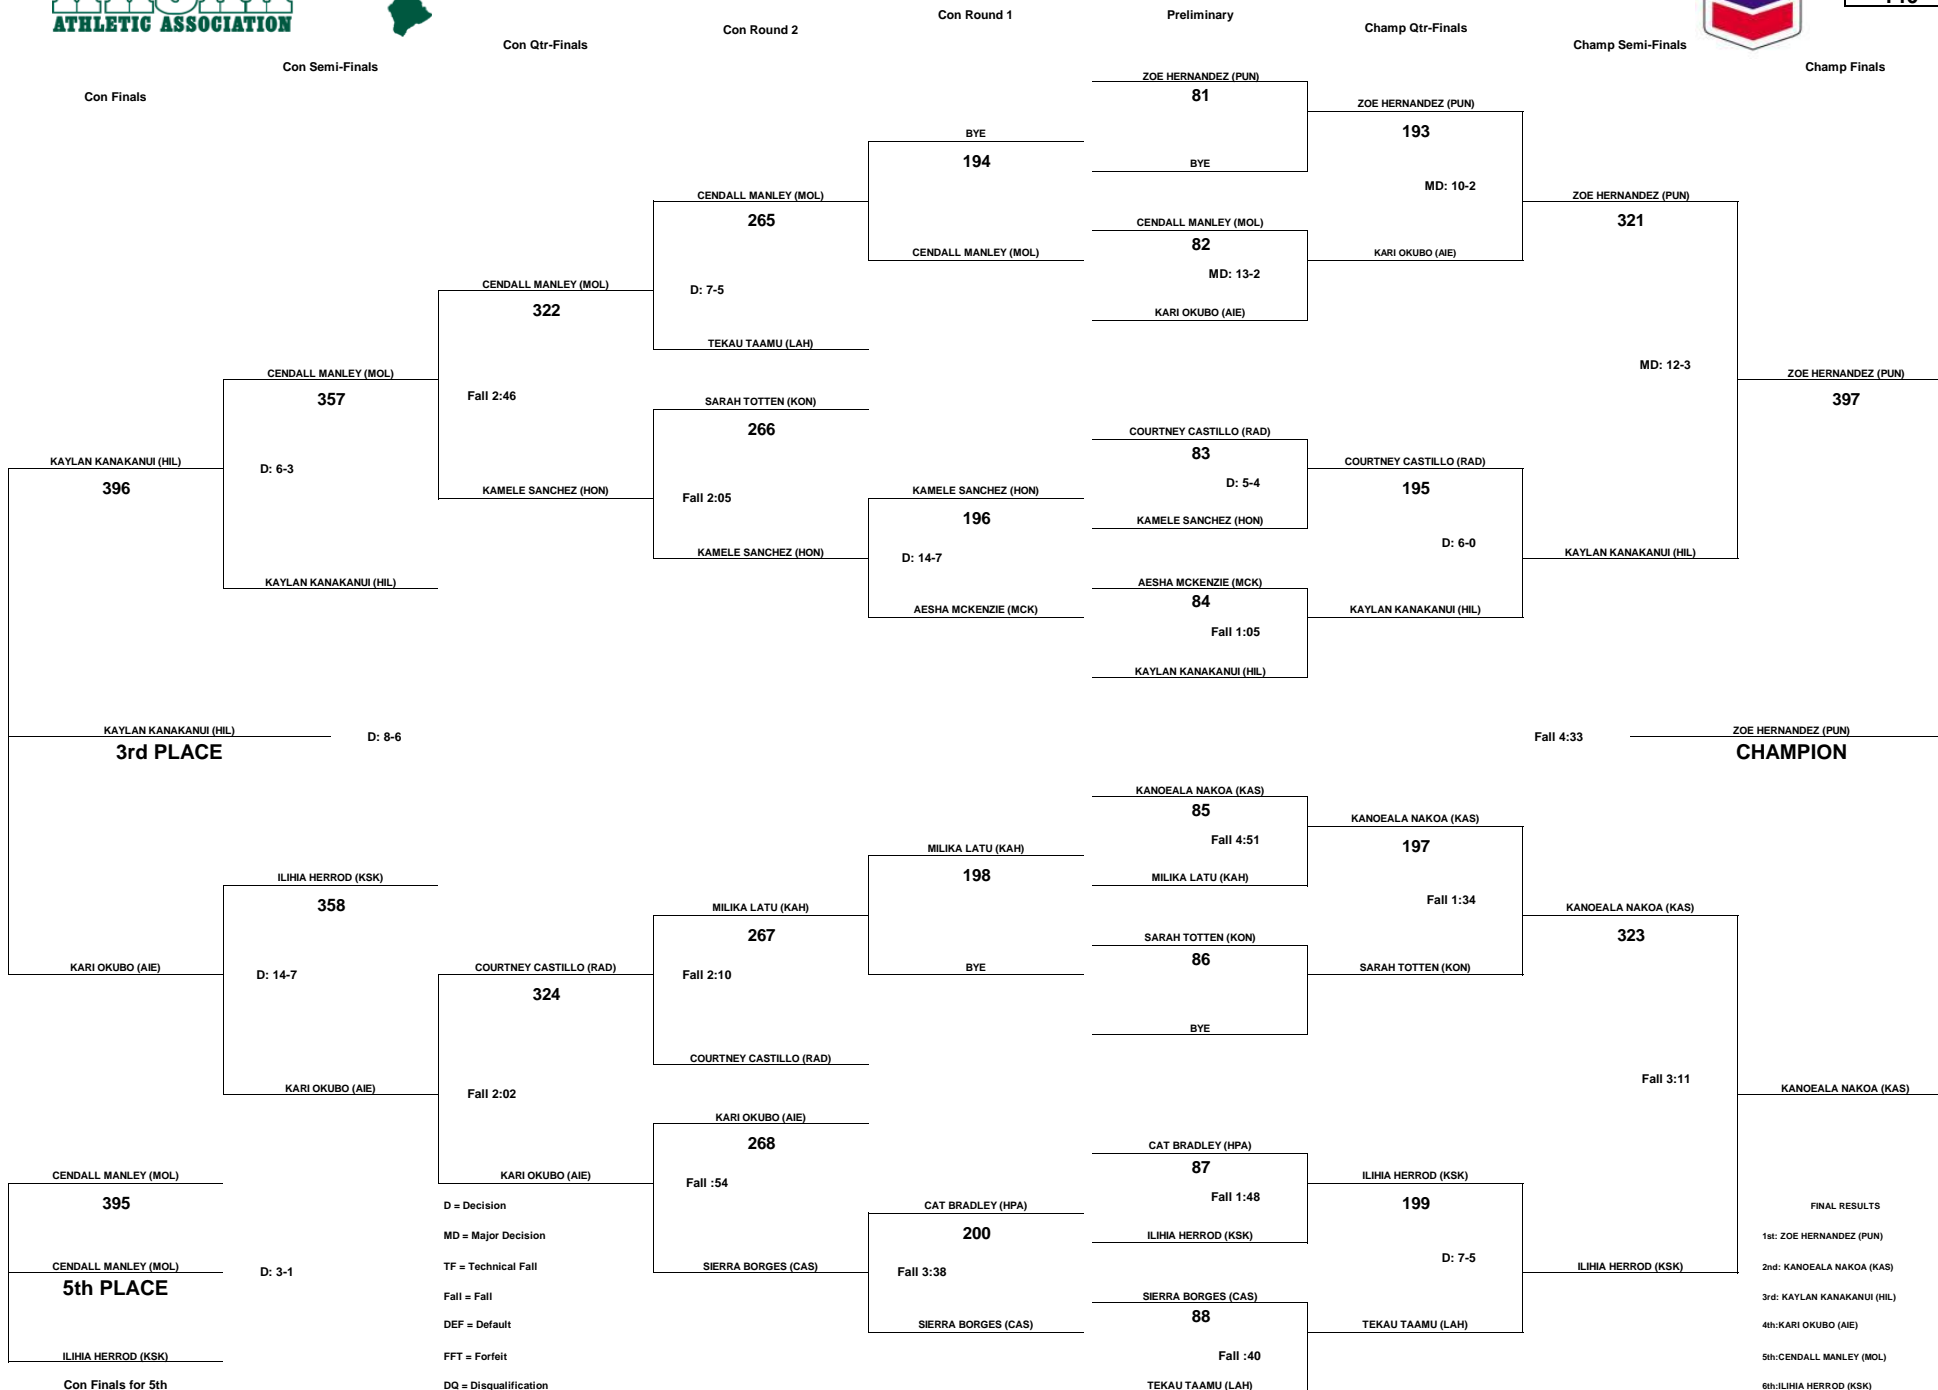 ATHLETIC ASSOCIATION
Con Finals
Con Semi-Finals
Con Qtr-Finals
Con Round 2
Con Round 1
Preliminary
Champ Qtr-Finals
Champ Semi-Finals
Champ Finals
KAYLAN KANAKANUI (HIL)
396
KAYLAN KANAKANUI (HIL)
3rd PLACE
D: 8-6
KARI OKUBO (AIE)
CENDALL MANLEY (MOL)
395
CENDALL MANLEY (MOL)
5th PLACE
D: 3-1
ILIHIA HERROD (KSK)
Con Finals for 5th
CENDALL MANLEY (MOL)
357
D: 6-3
KAYLAN KANAKANUI (HIL)
ILIHIA HERROD (KSK)
358
D: 14-7
KARI OKUBO (AIE)
CENDALL MANLEY (MOL)
322
Fall 2:46
KAMELE SANCHEZ (HON)
COURTNEY CASTILLO (RAD)
324
Fall 2:02
KARI OKUBO (AIE)
D = Decision
MD = Major Decision
TF = Technical Fall
Fall = Fall
DEF = Default
FFT = Forfeit
DQ = Disqualification
CENDALL MANLEY (MOL)
265
D: 7-5
TEKAU TAAMU (LAH)
SARAH TOTTEN (KON)
266
Fall 2:05
KAMELE SANCHEZ (HON)
MILIKA LATU (KAH)
267
Fall 2:10
COURTNEY CASTILLO (RAD)
KARI OKUBO (AIE)
268
Fall :54
SIERRA BORGES (CAS)
BYE
194
CENDALL MANLEY (MOL)
KAMELE SANCHEZ (HON)
196
D: 14-7
AESHA MCKENZIE (MCK)
MILIKA LATU (KAH)
198
BYE
CAT BRADLEY (HPA)
200
Fall 3:38
SIERRA BORGES (CAS)
ZOE HERNANDEZ (PUN)
81
BYE
CENDALL MANLEY (MOL)
82
MD: 13-2
KARI OKUBO (AIE)
COURTNEY CASTILLO (RAD)
83
D: 5-4
KAMELE SANCHEZ (HON)
AESHA MCKENZIE (MCK)
84
Fall 1:05
KAYLAN KANAKANUI (HIL)
KANOEALA NAKOA (KAS)
85
Fall 4:51
MILIKA LATU (KAH)
SARAH TOTTEN (KON)
86
BYE
CAT BRADLEY (HPA)
87
Fall 1:48
ILIHIA HERROD (KSK)
SIERRA BORGES (CAS)
88
Fall :40
TEKAU TAAMU (LAH)
ZOE HERNANDEZ (PUN)
193
MD: 10-2
KARI OKUBO (AIE)
COURTNEY CASTILLO (RAD)
195
D: 6-0
KAYLAN KANAKANUI (HIL)
KANOEALA NAKOA (KAS)
197
Fall 1:34
SARAH TOTTEN (KON)
ILIHIA HERROD (KSK)
199
D: 7-5
TEKAU TAAMU (LAH)
ZOE HERNANDEZ (PUN)
321
MD: 12-3
KAYLAN KANAKANUI (HIL)
KANOEALA NAKOA (KAS)
323
Fall 3:11
ILIHIA HERROD (KSK)
ZOE HERNANDEZ (PUN)
397
Fall 4:33
ZOE HERNANDEZ (PUN)
CHAMPION
KANOEALA NAKOA (KAS)
FINAL RESULTS
1st: ZOE HERNANDEZ (PUN)
2nd: KANOEALA NAKOA (KAS)
3rd: KAYLAN KANAKANUI (HIL)
4th:KARI OKUBO (AIE)
5th:CENDALL MANLEY (MOL)
6th:ILIHIA HERROD (KSK)